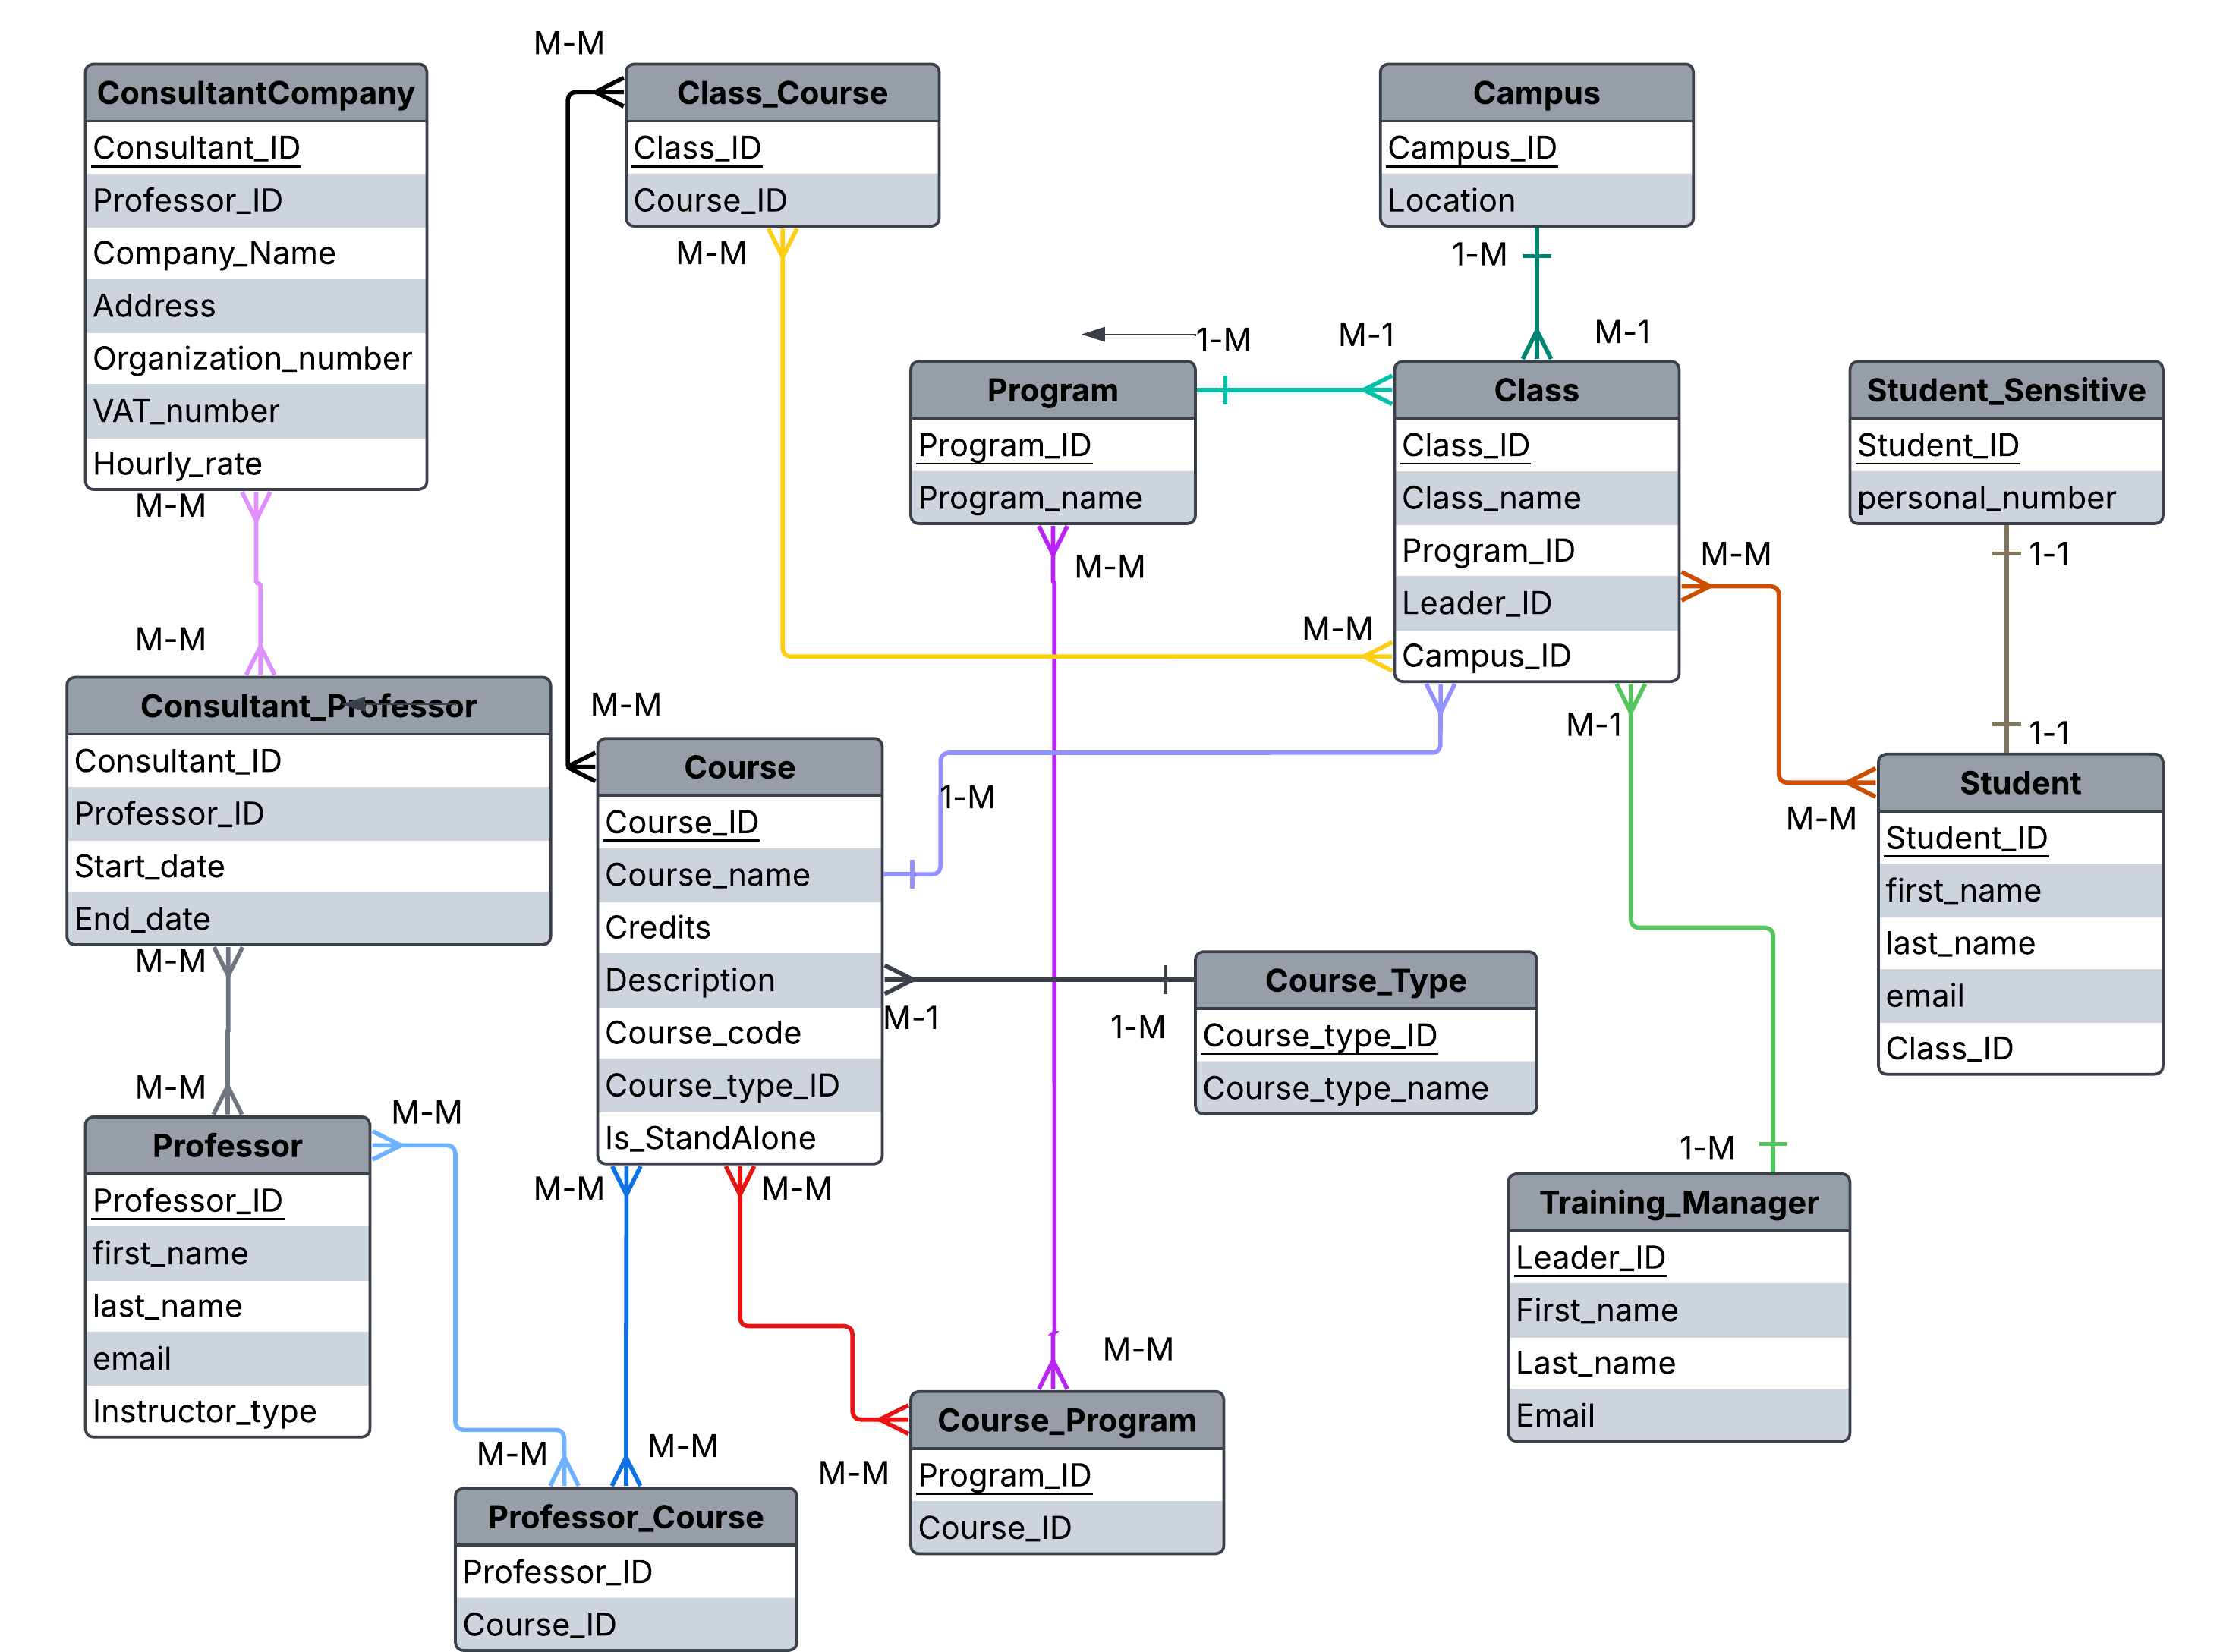 M-M
ConsultantCompany
Consultant_ID
Professor_ID
Company_Name
Address
Organization_number
VAT_number
Hourly_rate
M-M
M-M
Class_Course
Class_ID
Course_ID
M-M
Campus
Campus_ID
Location
1-M
M-1
1-M
M-1
Program
Program_ID
Program_name
M-M
Class
Class_ID
Class_name
Program_ID
Leader_ID
Campus_ID
M-M
M-M
M-1
Student_Sensitive
Student_ID
personal_number
1-1
1-1
Student
Student_ID
first_name
last_name
email
Class_ID
M-M
Consultant_Professor
Consultant_ID
Professor_ID
Start_date
End_date
M-M
M-M
M-M
Course
Course_ID
Course_name
Credits
Description
Course_code
Course_type_ID
Is_StandAlone
1-M
M-1
1-M
M-M
M-M
Course_Type
Course_type_ID
Course_type_name
1-M
Training_Manager
Leader_ID
First_name
Last_name
Email
Professor
Professor_ID
first_name
last_name
email
Instructor_type
M-M
M-M
M-M
M-M
M-M
Course_Program
Program_ID
Course_ID
Professor_Course
Professor_ID
Course_ID